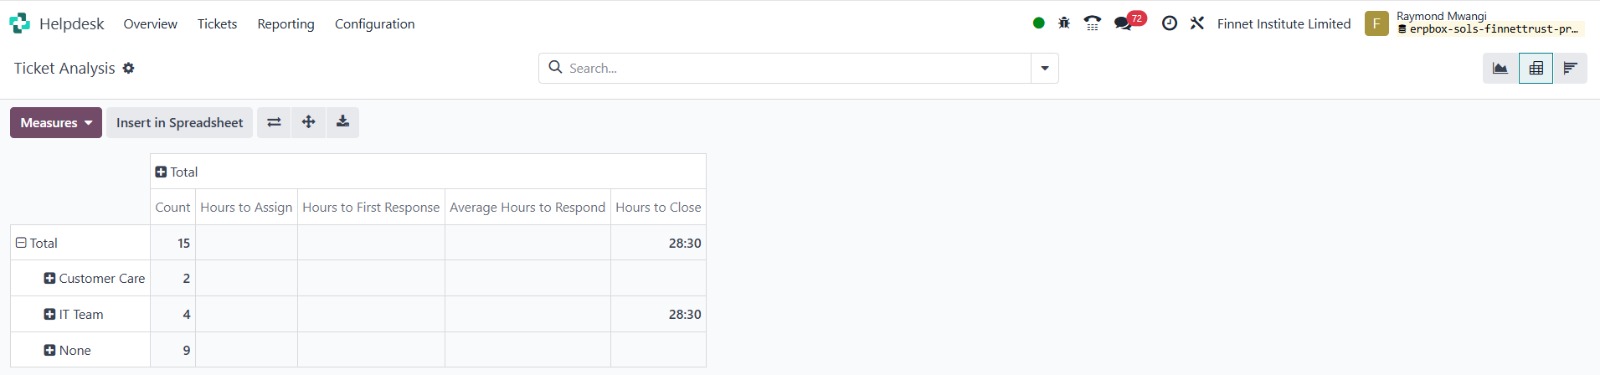 Helpdesk Overview Tickets Reporting Configuration 72 Finnet Institute Limited F Raymond Mwangi
erpbox-sols-finnettrust-pr...
Ticket Analysis Search...
Measures Insert in Spreadsheet
Total
Count Hours to Assign Hours to First Response Average Hours to Respond Hours to Close
Total 15 28:30
Customer Care 2
IT Team 4 28:30
None 9